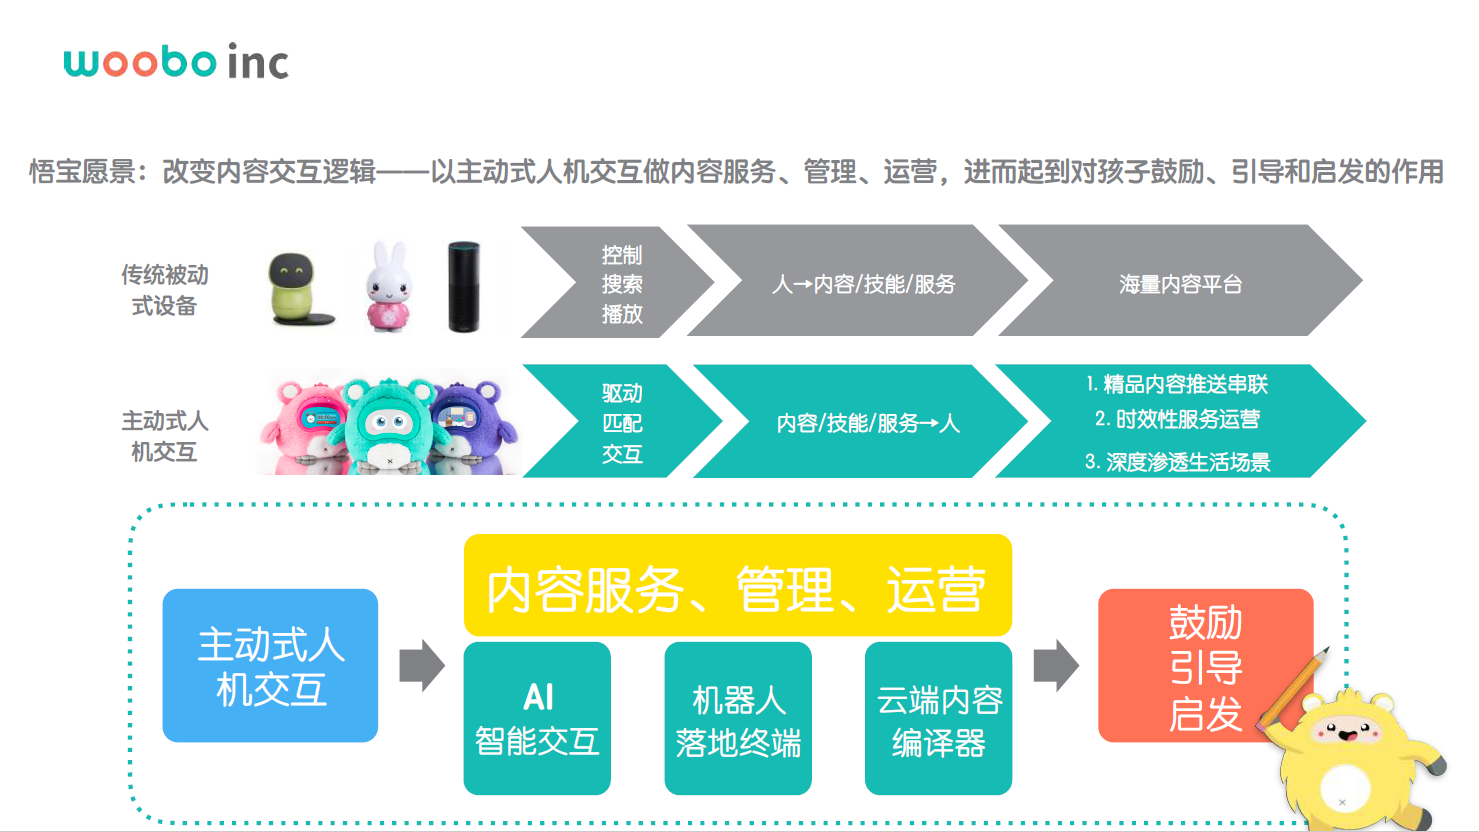 woobo inc
悟宝愿景：改变内容交互逻辑——以主动式人机交互做内容服务、管理、运营，进而起到对孩子鼓励、引导和启发的作用
传统被动
式设备
控制
搜索
播放
人→内容/技能/服务
海量内容平台
主动式人
机交互
驱动
匹配
交互
内容/技能/服务→人
1. 精品内容推送串联
2. 时效性服务运营
3. 深度渗透生活场景
主动式人
机交互
内容服务、管理、运营
AI
智能交互
机器人
落地终端
云端内容
编译器
鼓励
引导
启发